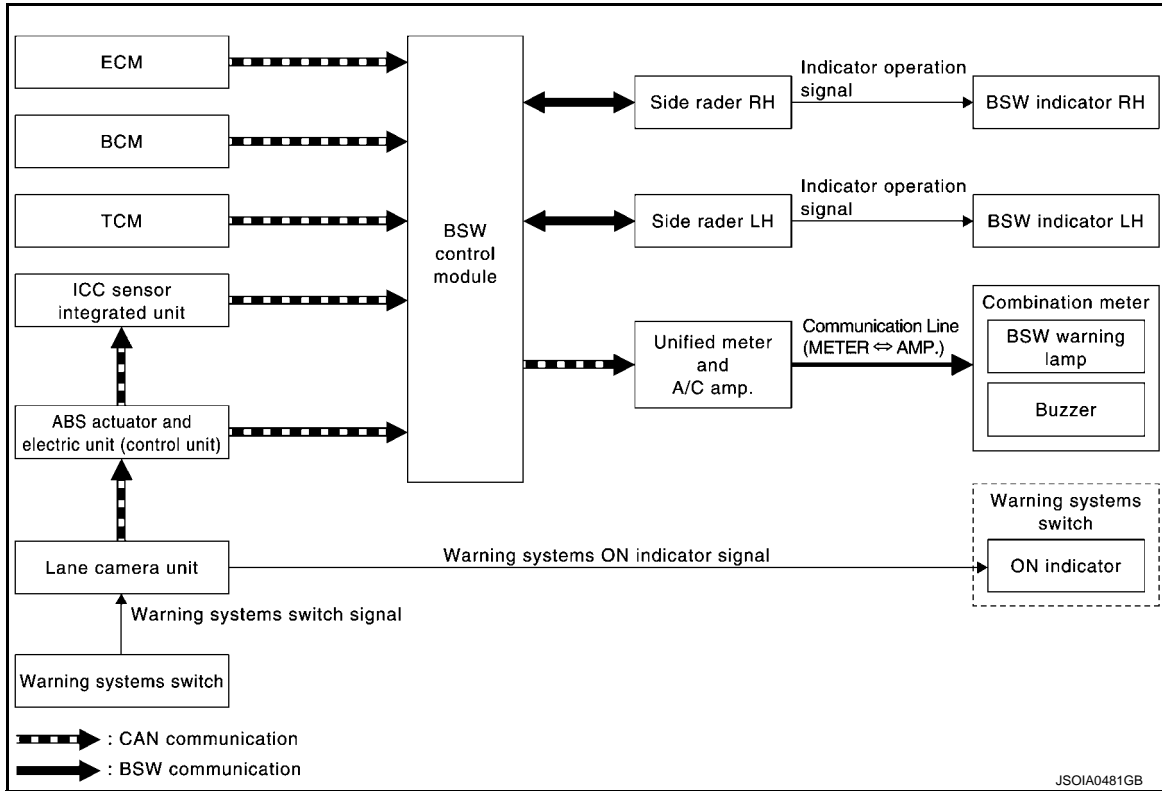 ECM
BCM
TCM
ICC sensor
integrated unit
ABS actuator and
electric unit (control unit)
Lane camera unit
Warning systems switch signal
Warning systems switch
BSW
control
module
Side rader RH
Indicator operation
signal
BSW indicator RH
Side rader LH
Indicator operation
signal
BSW indicator LH
Unified meter
and
A/C amp.
Communication Line
(METER ⇔ AMP.)
Combination meter
BSW warning
lamp
Buzzer
Warning systems ON indicator signal
Warning systems
switch
ON indicator
: CAN communication
: BSW communication
JSOIA0481GB